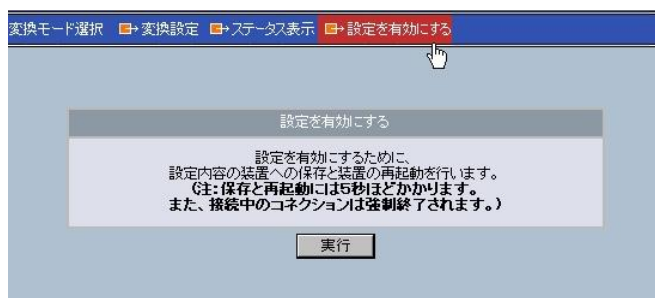 変換モード選択 変換設定 ステータス表示 設定を有効にする
設定を有効にする
設定を有効にするために、
設定内容の装置への保存と装置の再起動を行います。
(注:保存と再起動には5秒ほどかかります。
また、接続中のコネクションは強制終了されます。)
実行